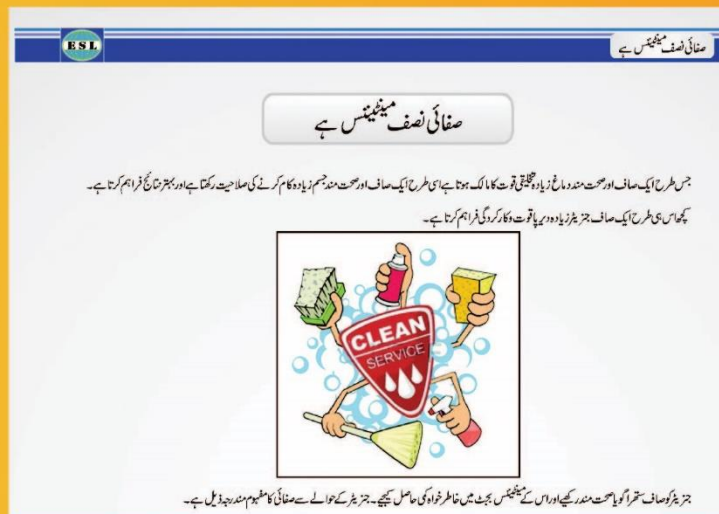 ESL
صفائی نصف مینٹیننس ہے
صفائی نصف مینٹیننس ہے
جس طرح ایک صاف اور صحت مند دماغ زیادہ تخلیقی قوت کا مالک ہوتا ہے اسی طرح ایک صاف اور صحت مند جسم زیادہ کام کرنے کی صلاحیت رکھتا ہے اور بہتر نتائج فراہم کرتا ہے۔
کچھ اس ہی طرح ایک صاف جنریٹر زیادہ دیرپا قوت و کارکردگی فراہم کرتا ہے۔
CLEAN
SERVICE
جنریٹر کو صاف ستھرا گویا صحت مند رکھیے اور اس کے مینٹیننس بجٹ میں خاطر خواہ کمی حاصل کیجیے۔ جنریٹر کے حوالے سے صفائی کا مفہوم مندرجہ ذیل ہے۔